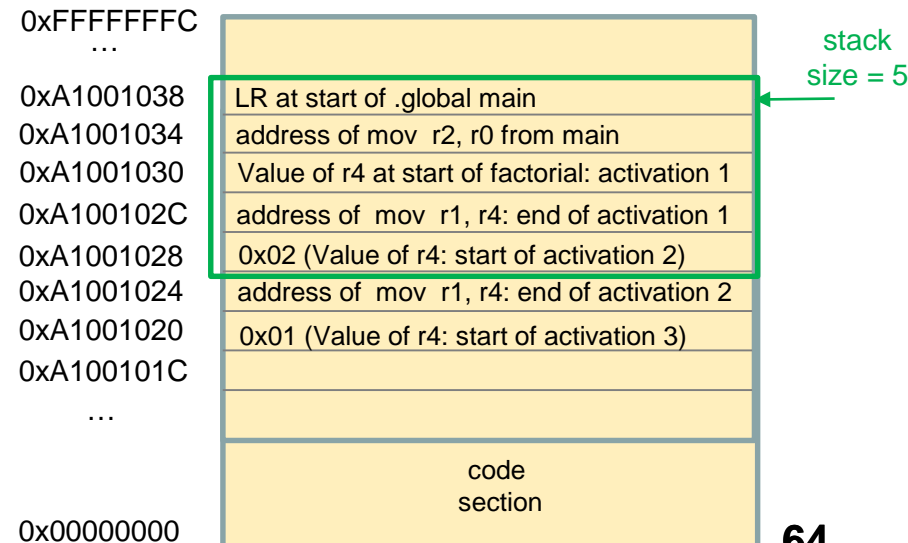 0xFFFFFFFC
…
stack
size = 5
0xA1001038 LR at start of .global main
0xA1001034 address of mov r2, r0 from main
0xA1001030 Value of r4 at start of factorial: activation 1
0xA100102C address of mov r1, r4: end of activation 1
0xA1001028 0x02 (Value of r4: start of activation 2)
0xA1001024 address of mov r1, r4: end of activation 2
0xA1001020 0x01 (Value of r4: start of activation 3)
0xA100101C
…
code
section
0x00000000
64